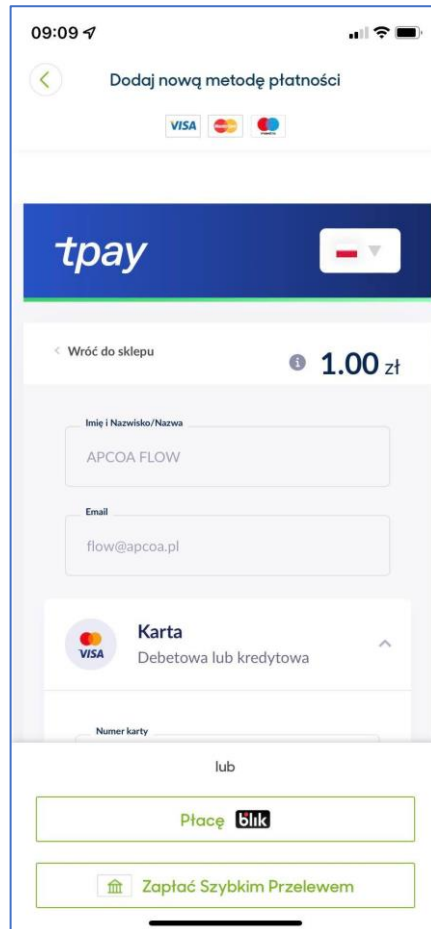 09:09
Dodaj nową metodę płatności
VISA
tpay
Wróć do sklepu
1.00 zł
Imię i Nazwisko/Nazwa
APCOA FLOW
Email
flow@apcoa.pl
VISA
Karta
Debetowa lub kredytowa
Numer karty
lub
Płacę blik
Zapłać Szybkim Przelewem